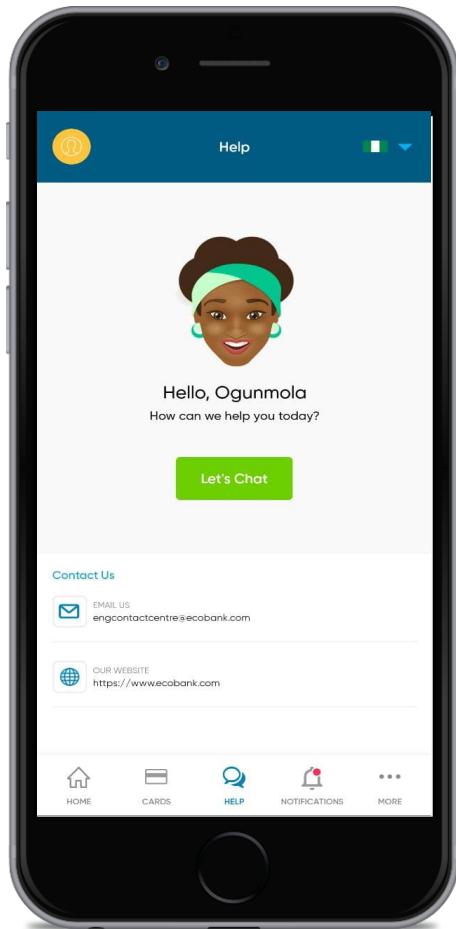 Help
Hello, Ogunmola
How can we help you today?
Let's Chat
Contact Us
EMAIL US
engcontactcentre@ecobank.com
OUR WEBSITE
https://www.ecobank.com
HOME CARDS HELP NOTIFICATIONS MORE